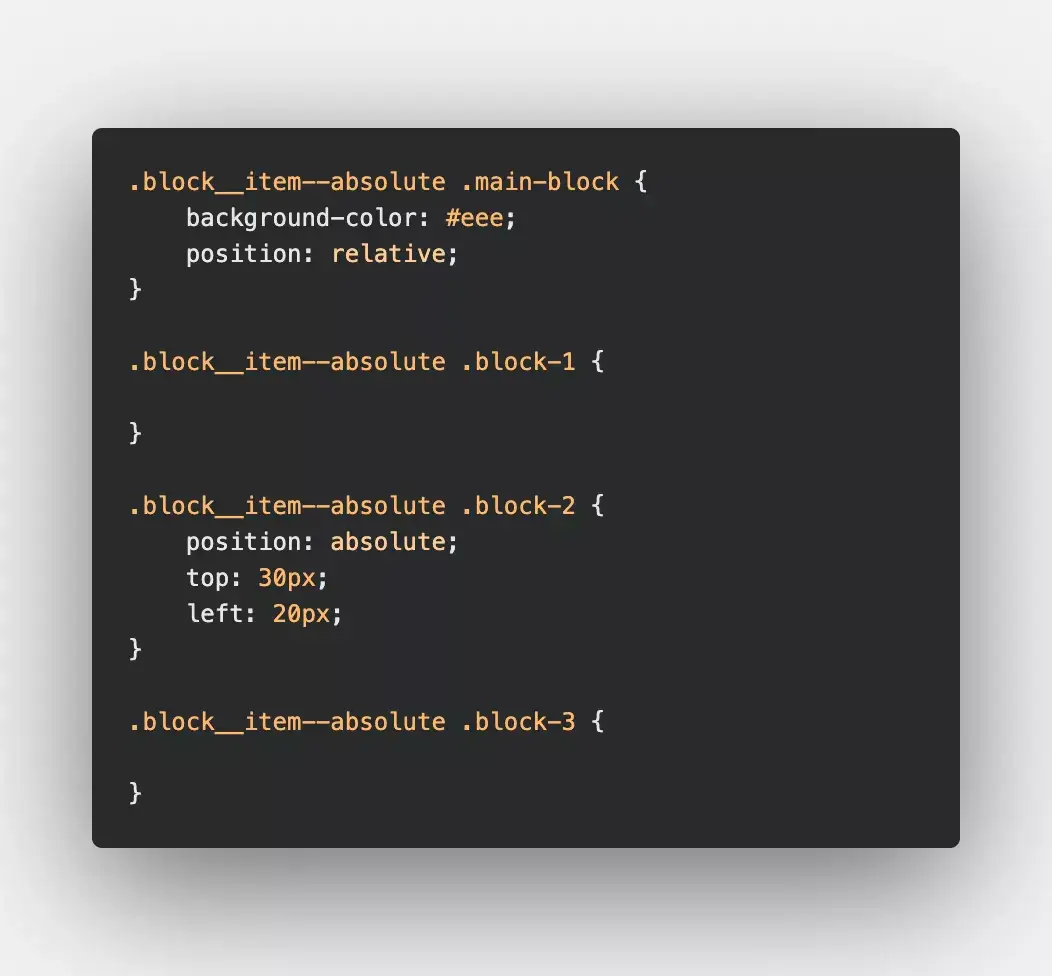 .block__item--absolute .main-block {
    background-color: #eee;
    position: relative;
}

.block__item--absolute .block-1 {

}

.block__item--absolute .block-2 {
    position: absolute;
    top: 30px;
    left: 20px;
}

.block__item--absolute .block-3 {

}